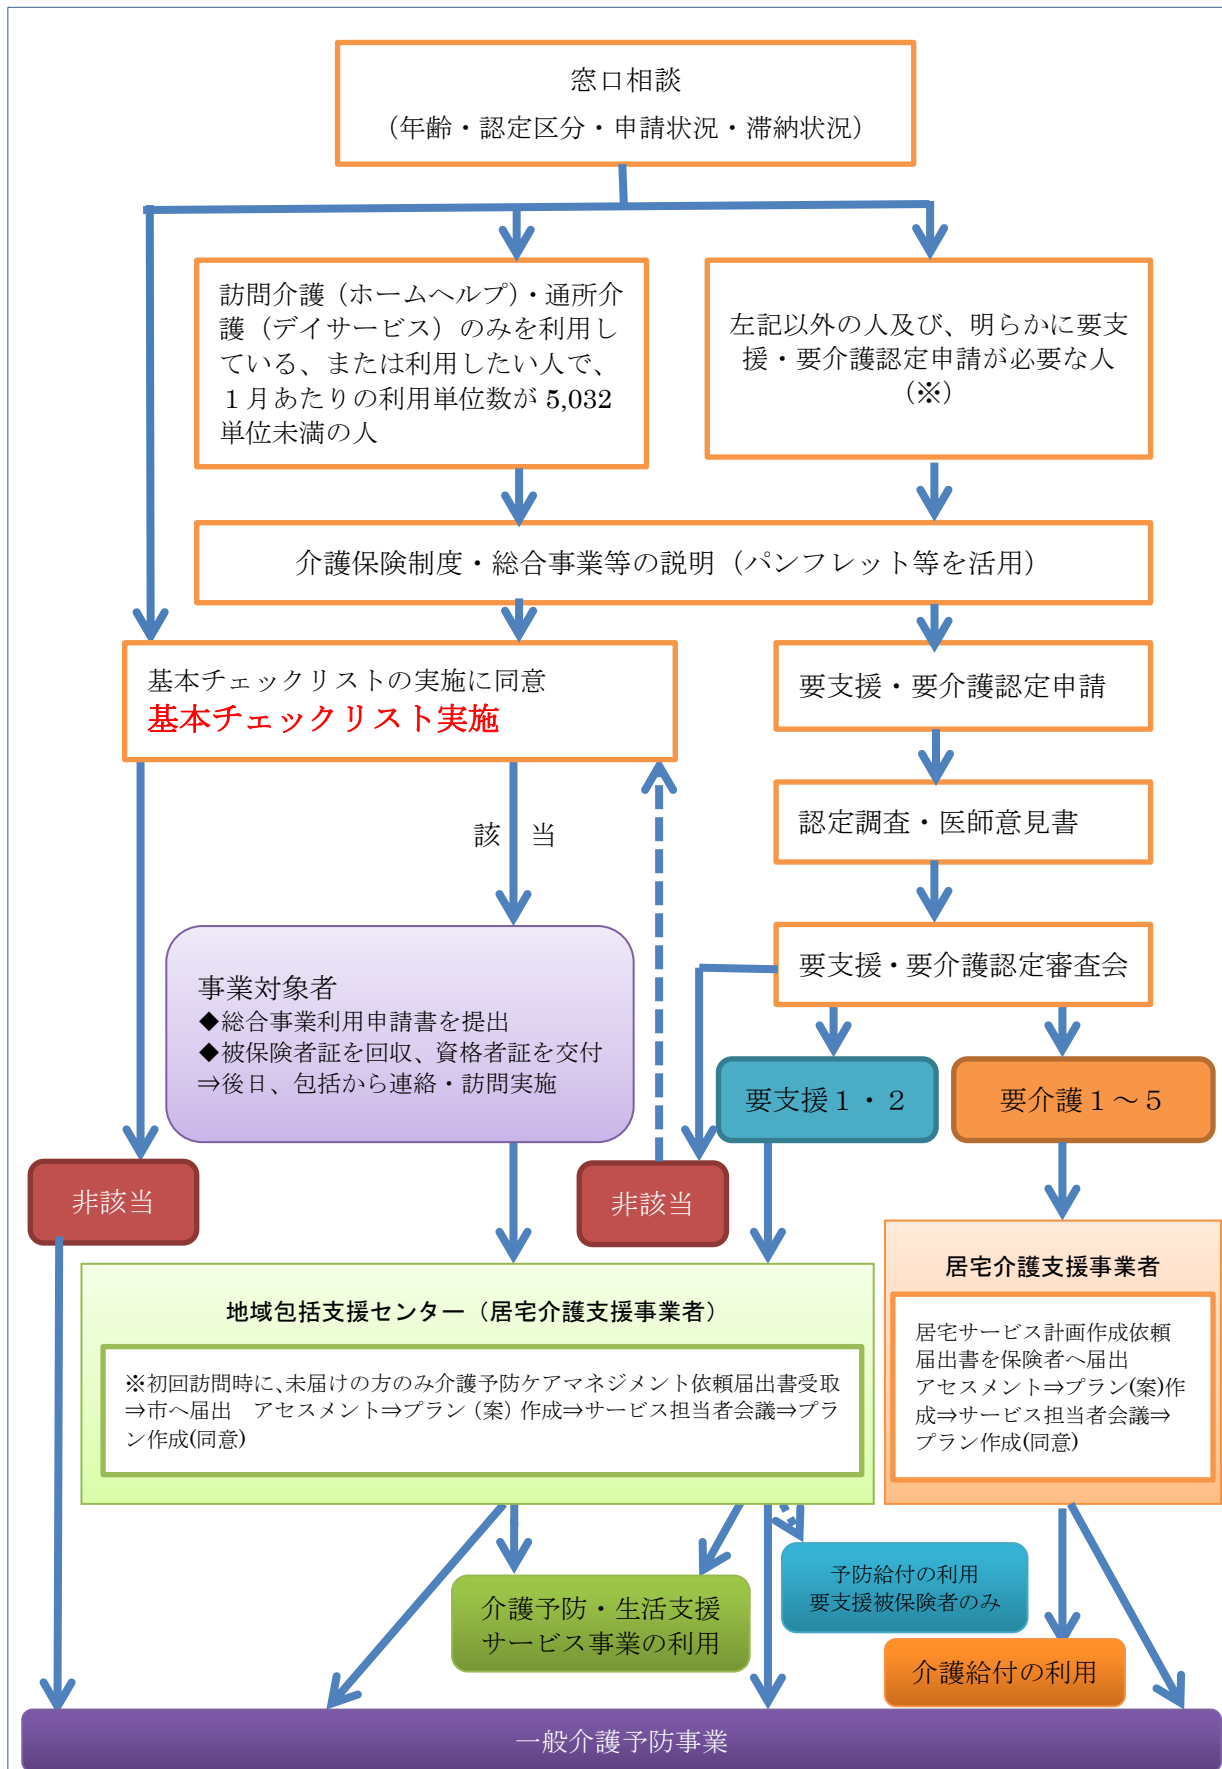 窓口相談
（年齢・認定区分・申請状況・滞納状況）
訪問介護（ホームヘルプ）・通所介
護（デイサービス）のみを利用し
ている、または利用したい人で、
１月あたりの利用単位数が 5,032
単位未満の人
左記以外の人及び、明らかに要支
援・要介護認定申請が必要な人
（※）
介護保険制度・総合事業等の説明（パンフレット等を活用）
基本チェックリストの実施に同意
基本チェックリスト実施
要支援・要介護認定申請
認定調査・医師意見書
該　当
要支援・要介護認定審査会
事業対象者
◆総合事業利用申請書を提出
◆被保険者証を回収、資格者証を交付
⇒後日、包括から連絡・訪問実施
要支援１・２
要介護１～５
非該当
非該当
地域包括支援センター（居宅介護支援事業者）
※初回訪問時に、未届けの方のみ介護予防ケアマネジメント依頼届出書受取
⇒市へ届出　アセスメント⇒プラン（案）作成⇒サービス担当者会議⇒プラ
ン作成(同意)
居宅介護支援事業者
居宅サービス計画作成依頼
届出書を保険者へ届出
アセスメント⇒プラン(案)作
成⇒サービス担当者会議⇒
プラン作成(同意)
介護予防・生活支援
サービス事業の利用
予防給付の利用
要支援被保険者のみ
介護給付の利用
一般介護予防事業